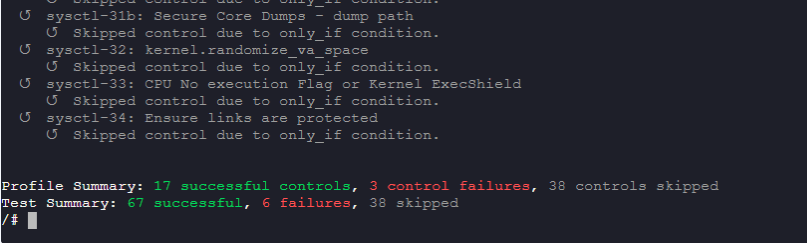 ↺ sysctl-31b: Secure Core Dumps - dump path
↺ Skipped control due to only_if condition.
↺ sysctl-32: kernel.randomize_va_space
↺ Skipped control due to only_if condition.
↺ sysctl-33: CPU No execution Flag or Kernel ExecShield
↺ Skipped control due to only_if condition.
↺ sysctl-34: Ensure links are protected
↺ Skipped control due to only_if condition.
Profile Summary: 17 successful controls, 3 control failures, 38 controls skipped
Test Summary: 67 successful, 6 failures, 38 skipped
/#